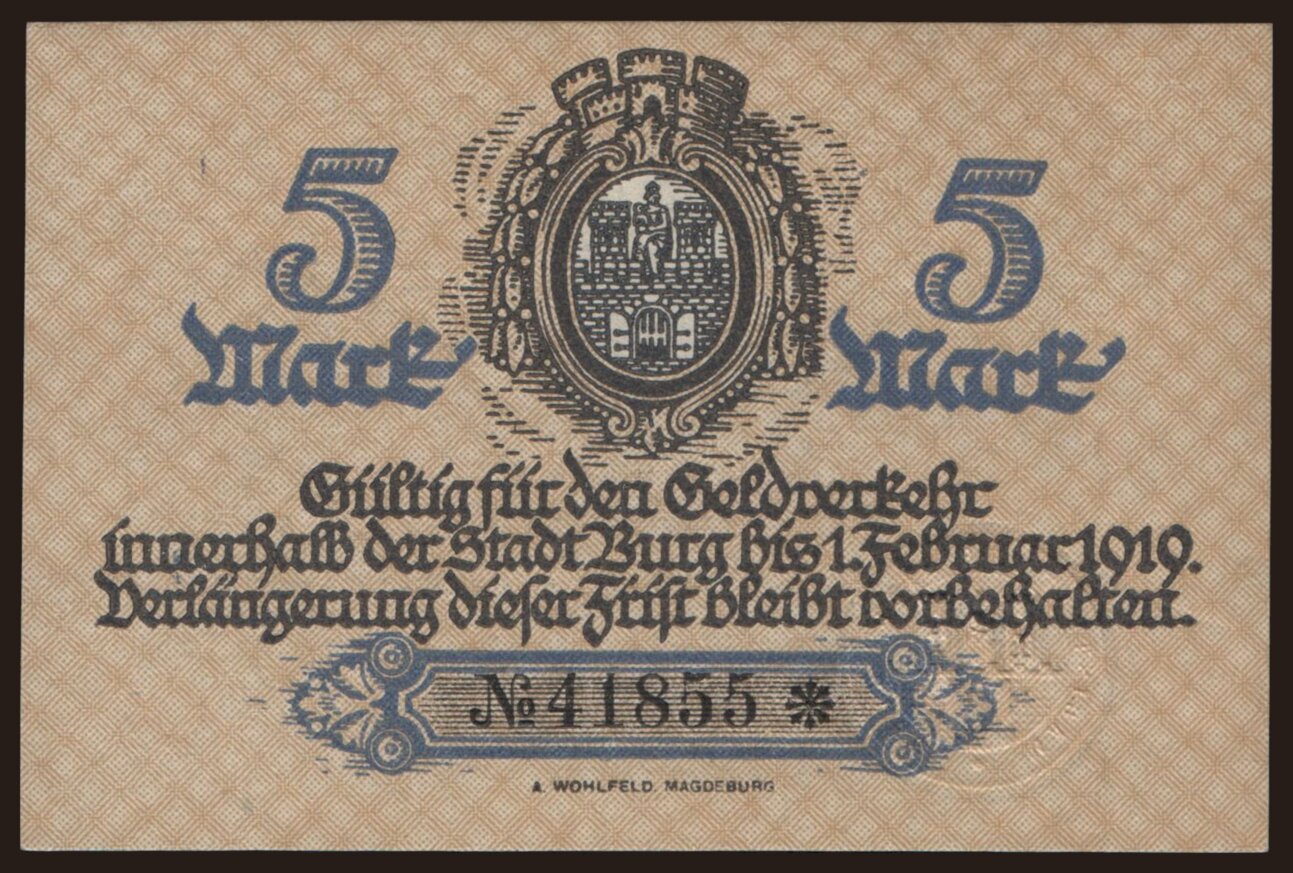 5 5
Mark Mark
Gültig für den Geldverkehr
innerhalb der Stadt Burg bis 1. Februar 1919.
Verlängerung dieser Frist bleibt vorbehalten.
№ 41855 *
A. WOHLFELD. MAGDEBURG